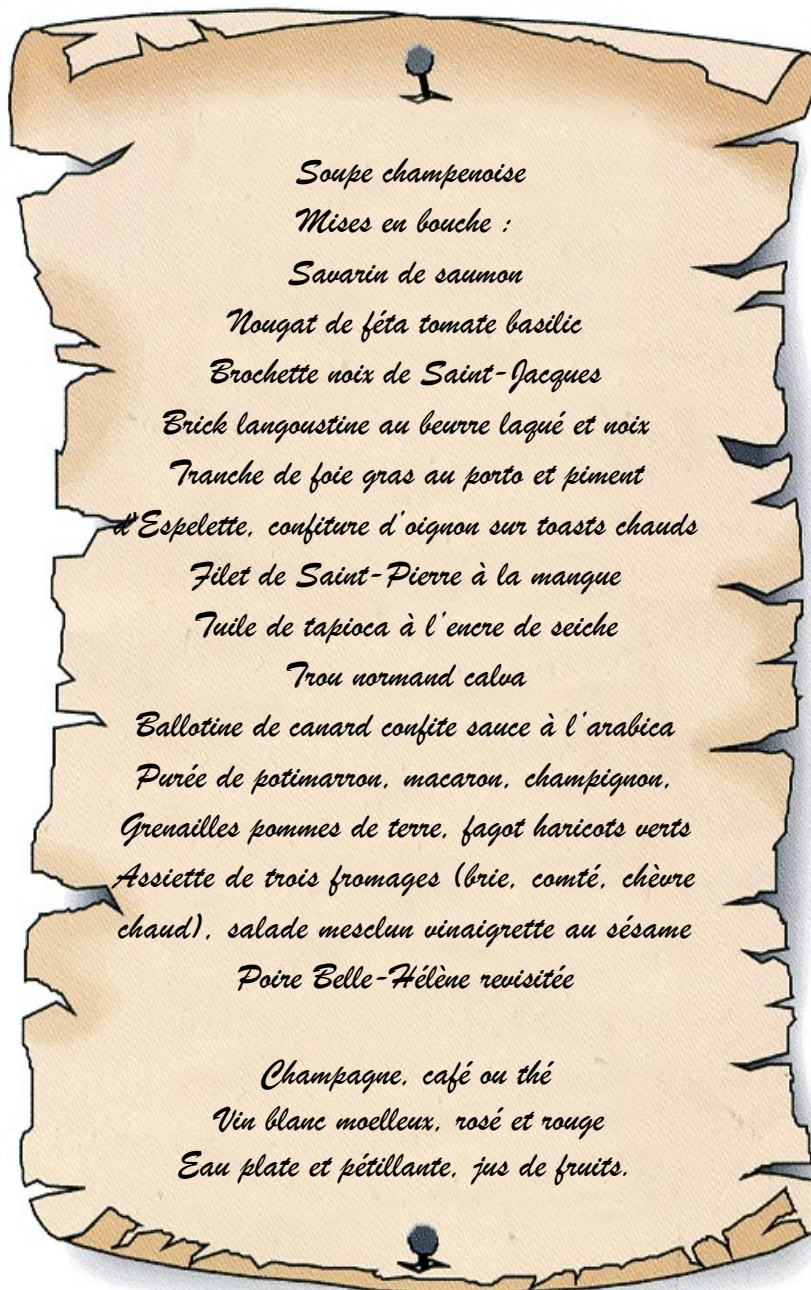 Soupe champenoise
Mises en bouche :
Savarin de saumon
Nougat de féta tomate basilic
Brochette noix de Saint-Jacques
Brick langoustine au beurre laqué et noix
Tranche de foie gras au porto et piment
d'Espelette, confiture d'oignon sur toasts chauds
Filet de Saint-Pierre à la mangue
Tuile de tapioca à l'encre de seiche
Trou normand calva
Ballotine de canard confite sauce à l'arabica
Purée de potimarron, macaron, champignon,
Grenailles pommes de terre, fagot haricots verts
Assiette de trois fromages (brie, comté, chèvre
chaud), salade mesclun vinaigrette au sésame
Poire Belle-Hélène revisitée
Champagne, café ou thé
Vin blanc moelleux, rosé et rouge
Eau plate et pétillante, jus de fruits.